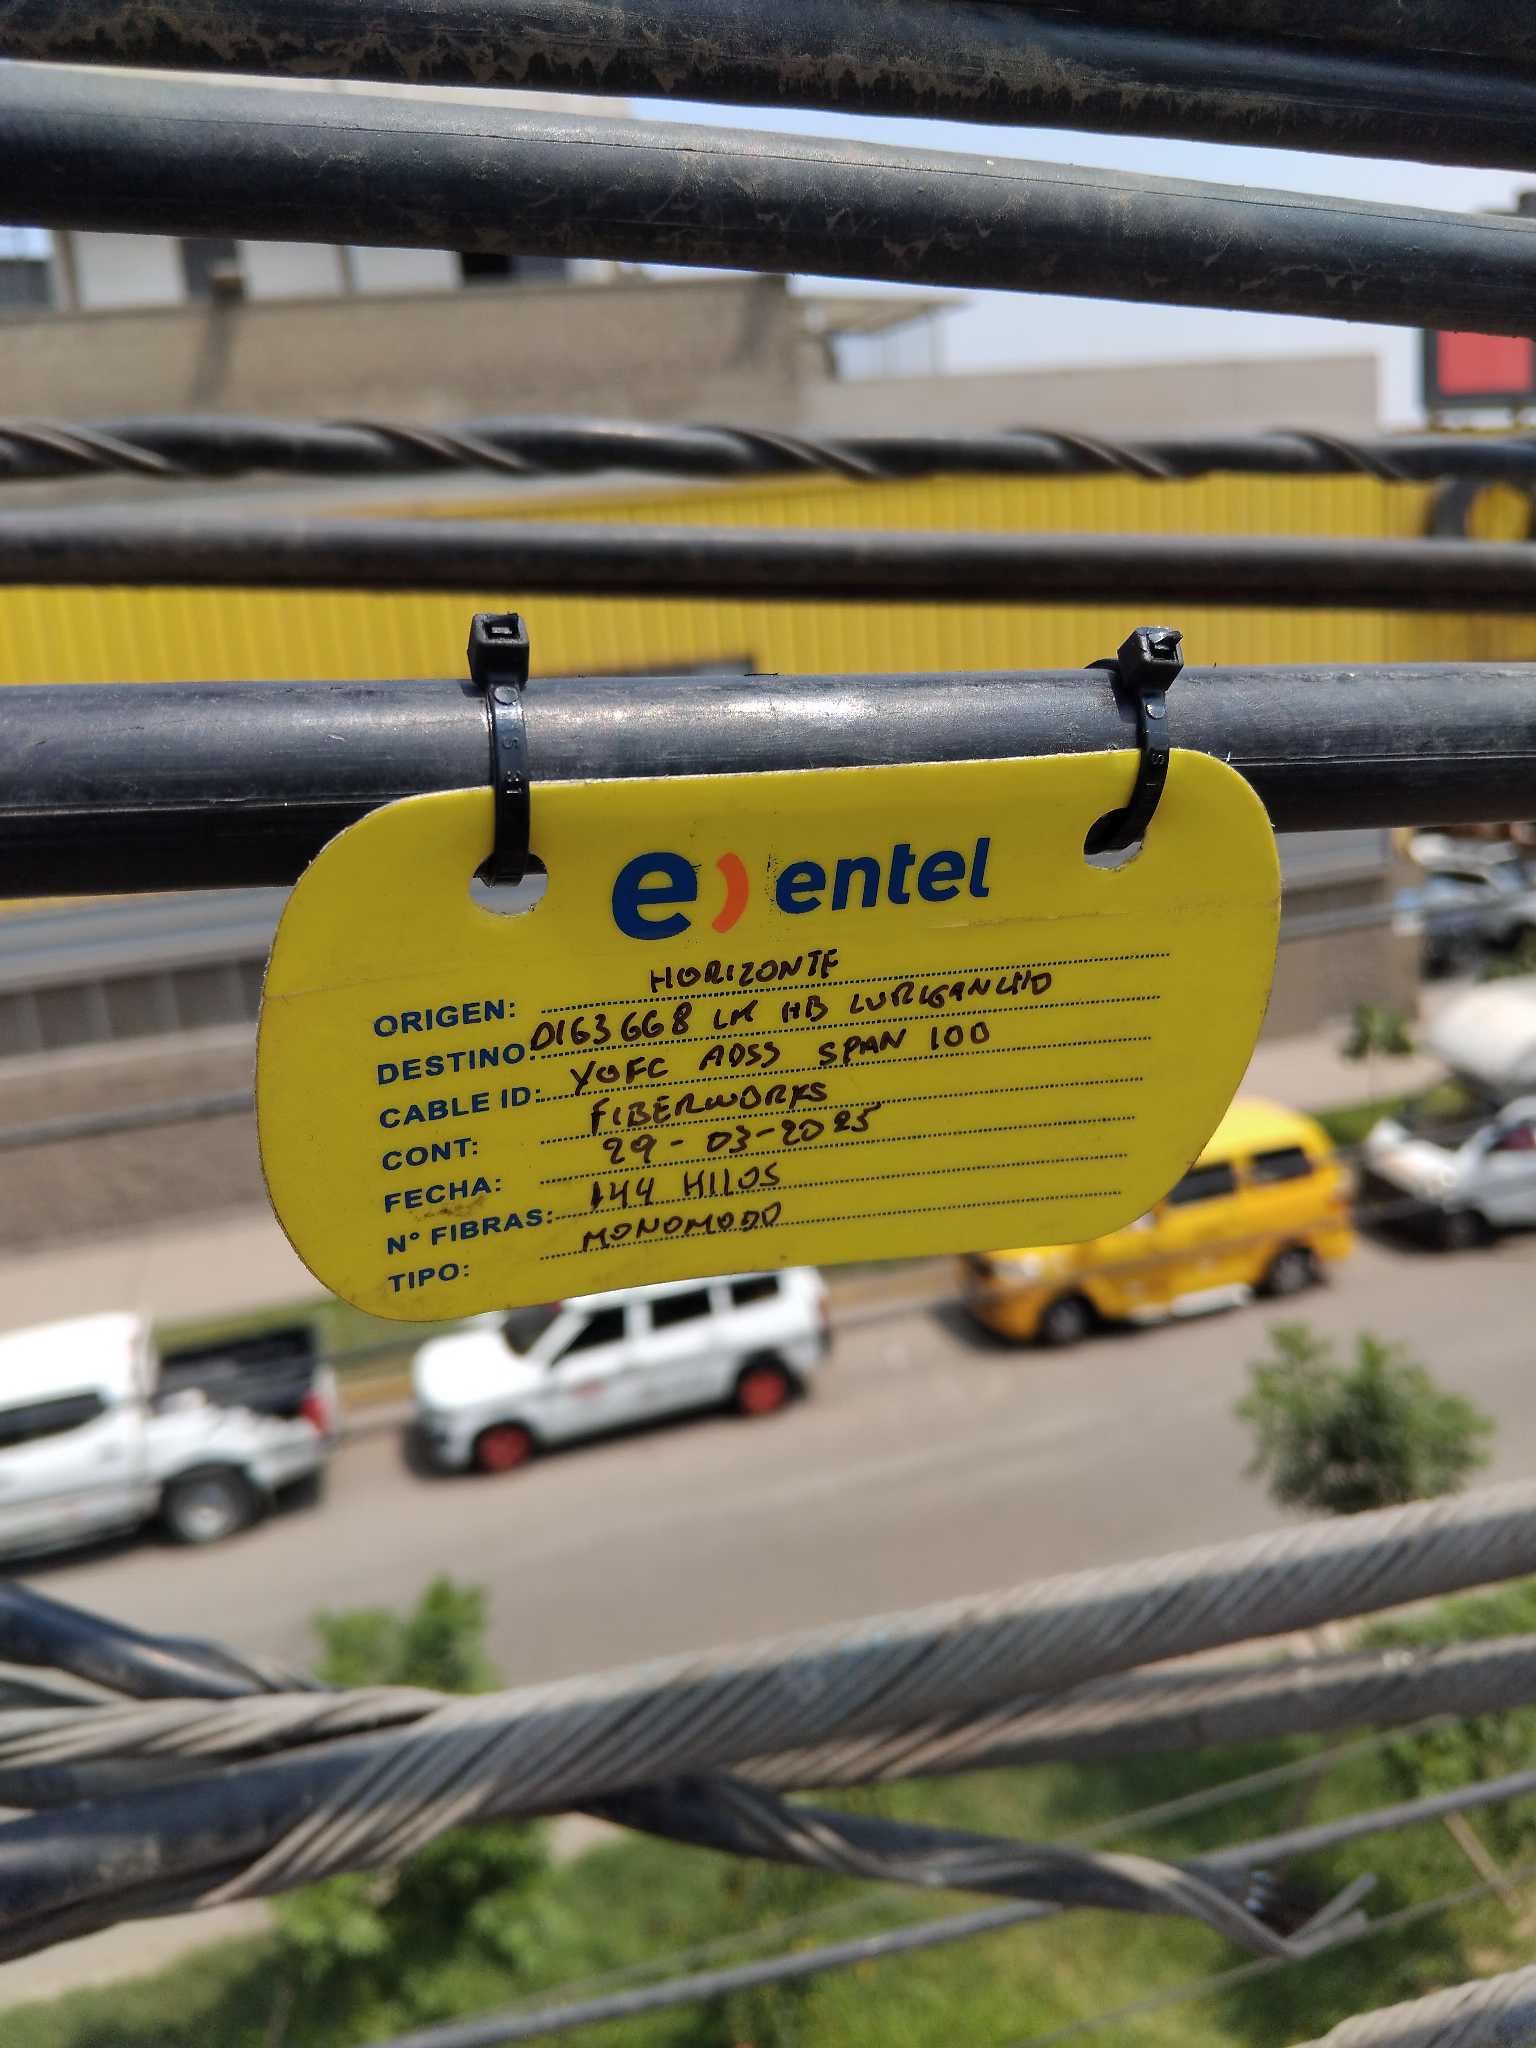 e) entel
ORIGEN: HORIZONTE
DESTINO: 0163668 LM HB LURIGANCHO
CABLE ID: YOFC ADSS SPAN 100
CONT: FIBERWORKS
FECHA: 29-03-2025
N° FIBRAS: 144 HILOS
TIPO: MONOMODO